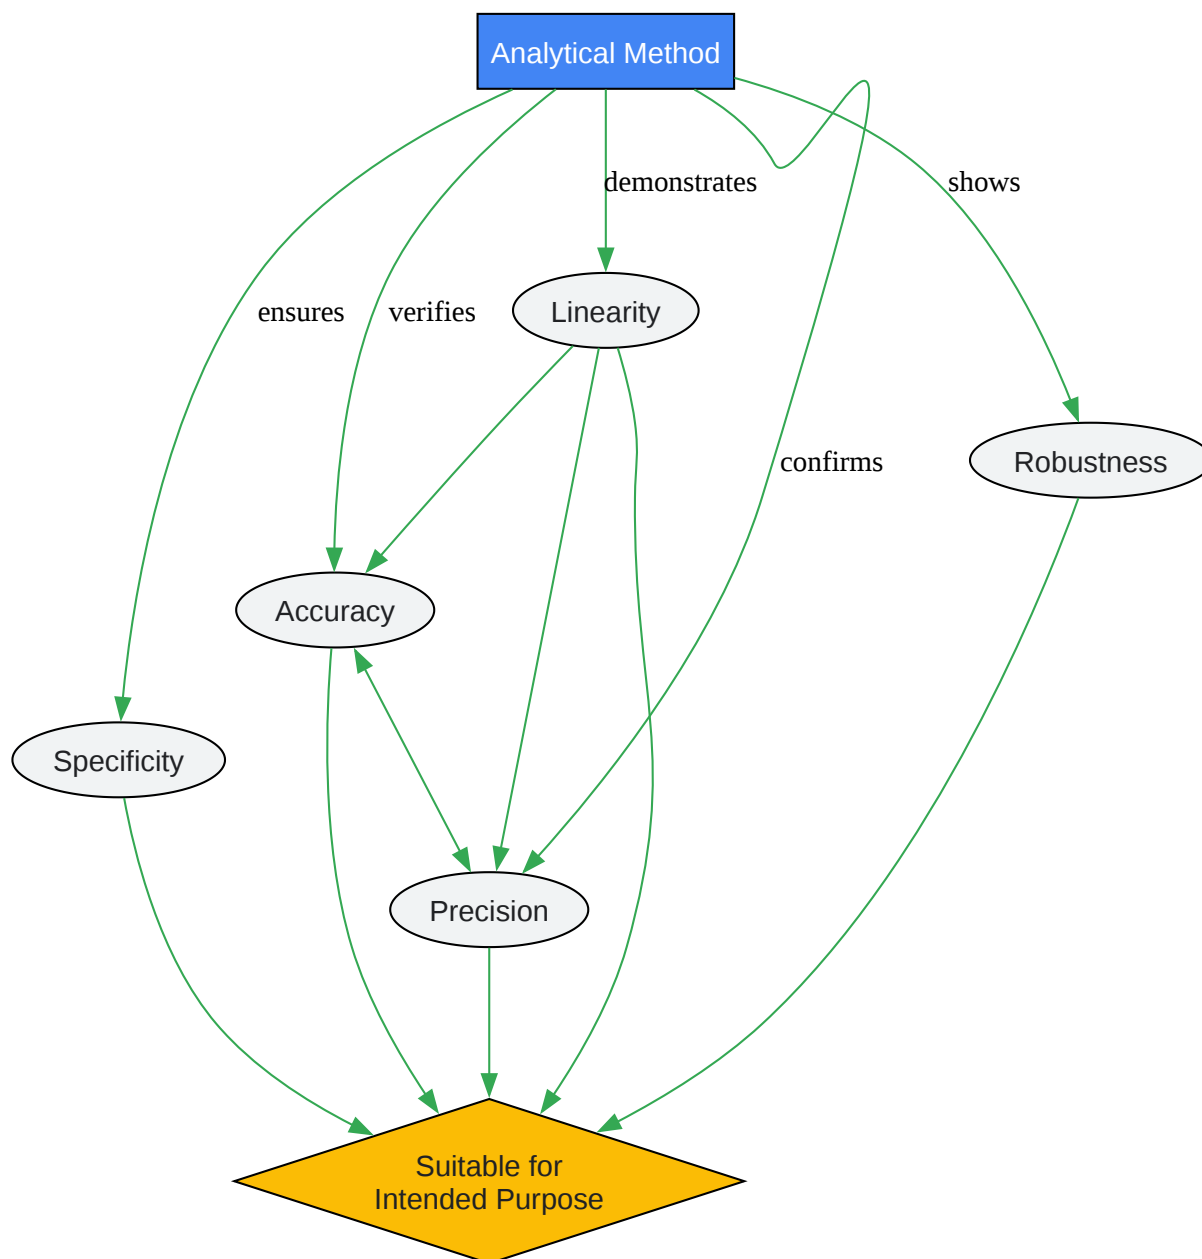 Analytical Method
demonstrates
shows
ensures
verifies
Linearity
confirms
Robustness
Accuracy
Specificity
Precision
Suitable for
Intended Purpose